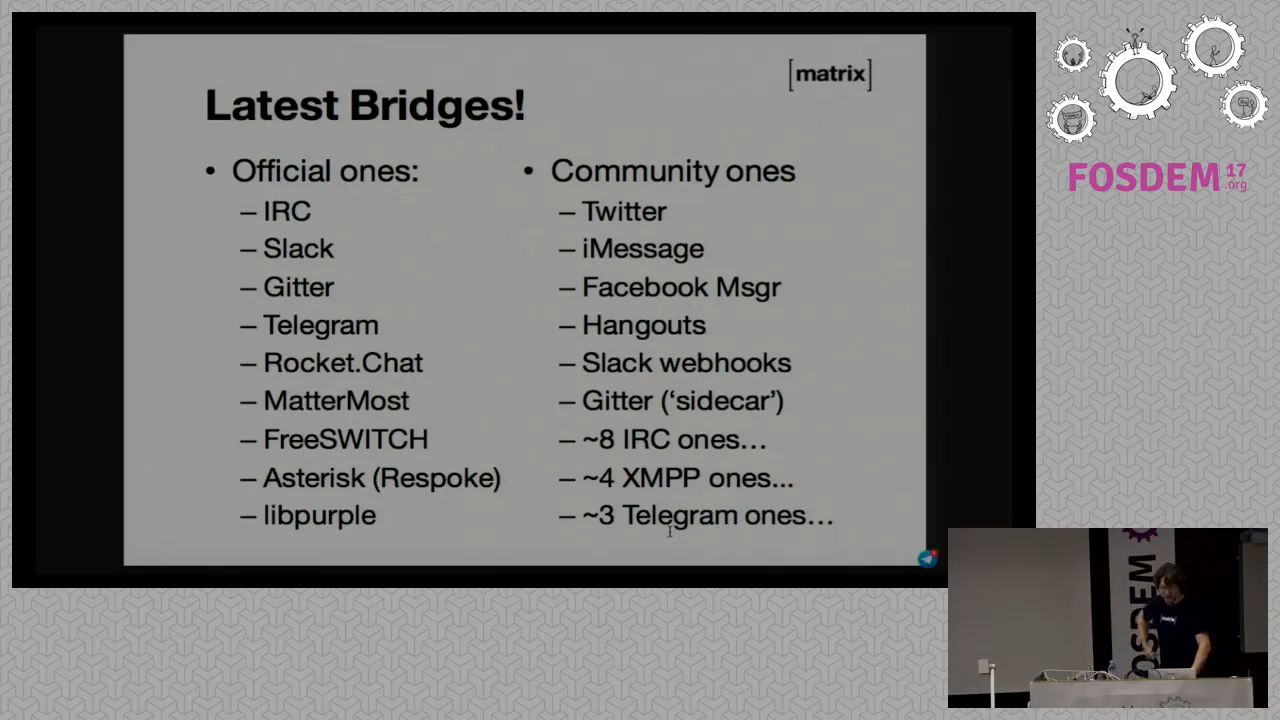 [matrix]
Latest Bridges!
• Official ones:
– IRC
– Slack
– Gitter
– Telegram
– Rocket.Chat
– MatterMost
– FreeSWITCH
– Asterisk (Respoke)
– libpurple
• Community ones
– Twitter
– iMessage
– Facebook Msgr
– Hangouts
– Slack webhooks
– Gitter (‘sidecar’)
– ~8 IRC ones…
– ~4 XMPP ones...
– ~3 Telegram ones…
FOSDEM 17
.org
OSDEM
[matrix]